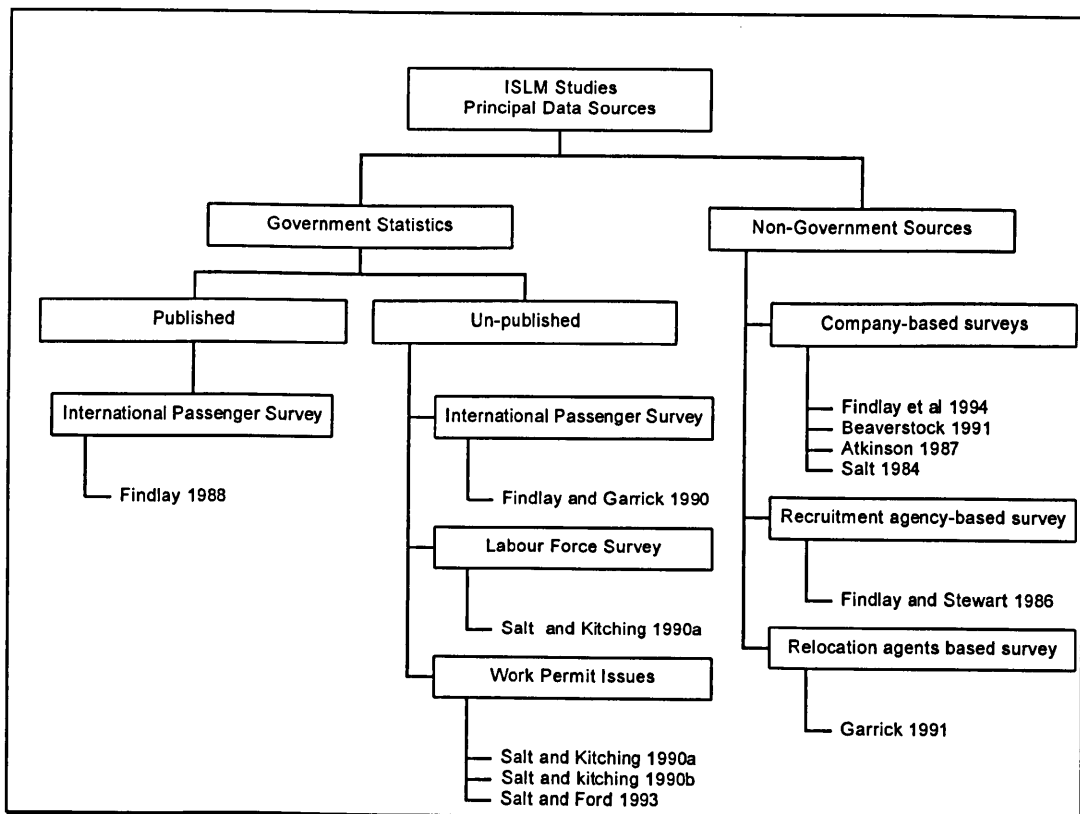 ISLM Studies
Principal Data Sources
Government Statistics
Non-Government Sources
Published
Un-published
Company-based surveys
International Passenger Survey
Findlay 1988
International Passenger Survey
Findlay and Garrick 1990
Labour Force Survey
Salt and Kitching 1990a
Work Permit Issues
Salt and Kitching 1990a
Salt and kitching 1990b
Salt and Ford 1993
Findlay et al 1994
Beaverstock 1991
Atkinson 1987
Salt 1984
Recruitment agency-based survey
Findlay and Stewart 1986
Relocation agents based survey
Garrick 1991